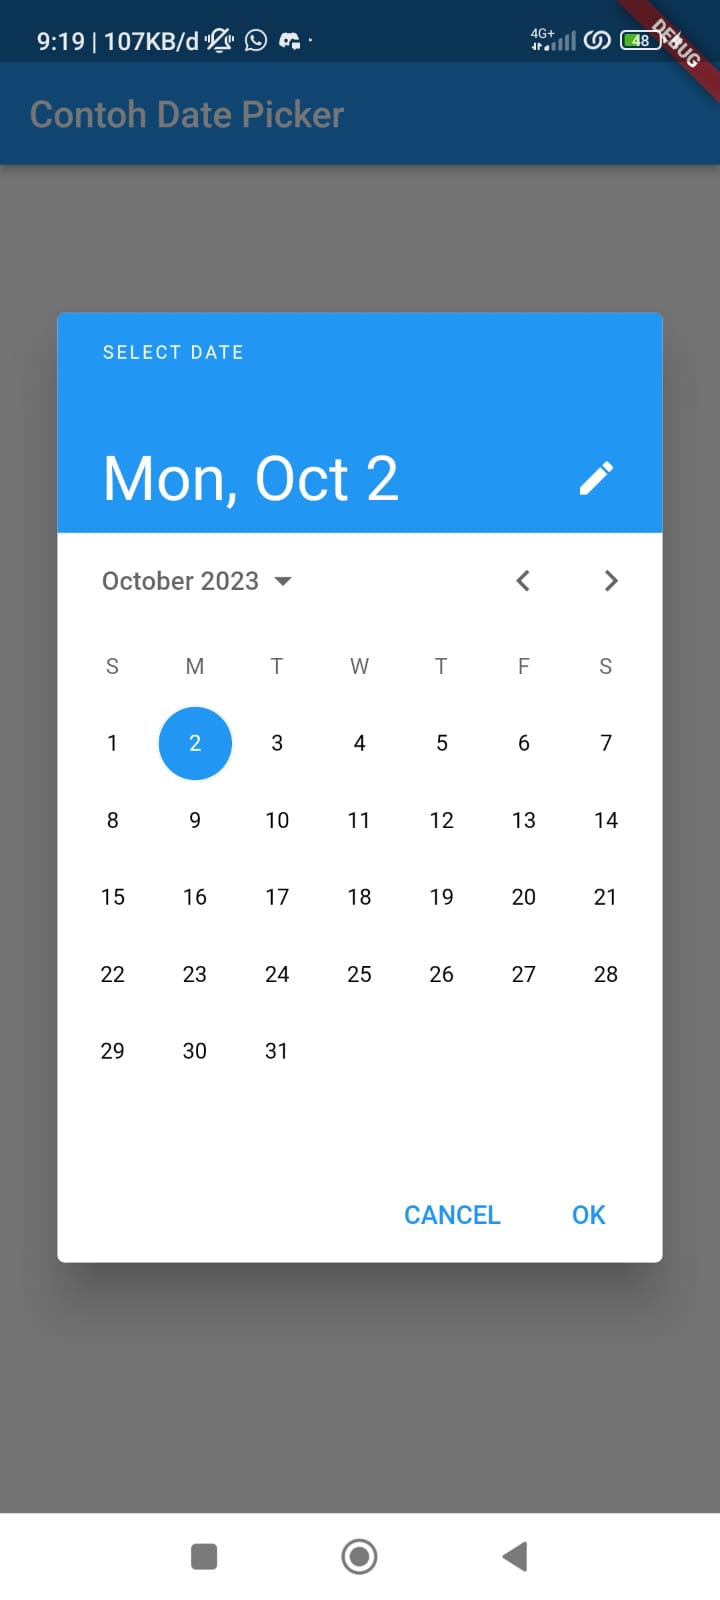 9:19 | 107KB/d
4G+
48
DEBUG
Contoh Date Picker
SELECT DATE
Mon, Oct 2
October 2023
S M T W T F S
1 2 3 4 5 6 7
8 9 10 11 12 13 14
15 16 17 18 19 20 21
22 23 24 25 26 27 28
29 30 31
CANCEL OK